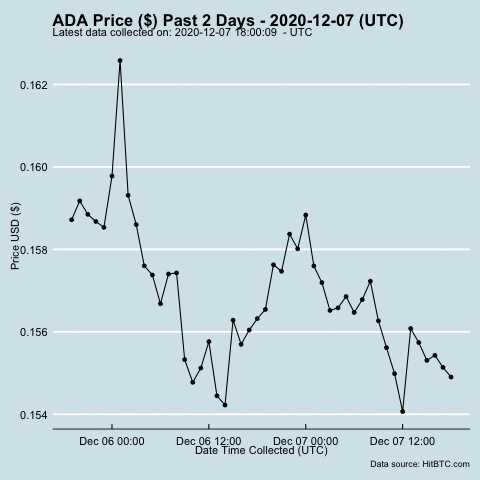 ADA Price ($) Past 2 Days - 2020-12-07 (UTC)
Latest data collected on: 2020-12-07 18:00:09 - UTC
0.162
0.160
0.158
0.156
0.154
Price USD ($)
Dec 06 00:00 Dec 06 12:00 Dec 07 00:00 Dec 07 12:00
Date Time Collected (UTC)
Data source: HitBTC.com